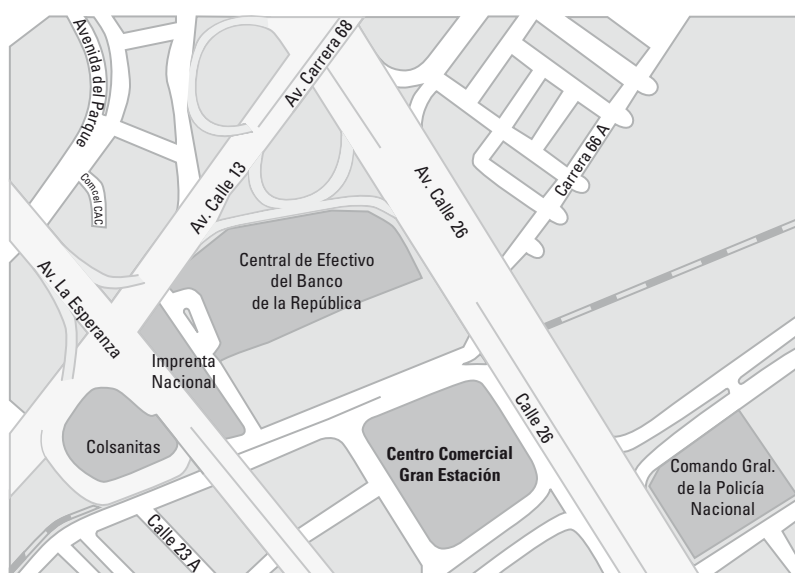 Avenida del Parque
Av. Carrera 68
Comcel CAC
Av. Calle 13
Av. Calle 26
Carrera 66 A
Central de Efectivo
del Banco
de la República
Av. La Esperanza
Imprenta
Nacional
Calle 26
Colsanitas
Centro Comercial
Gran Estación
Comando Gral.
de la Policía
Nacional
Calle 23 A